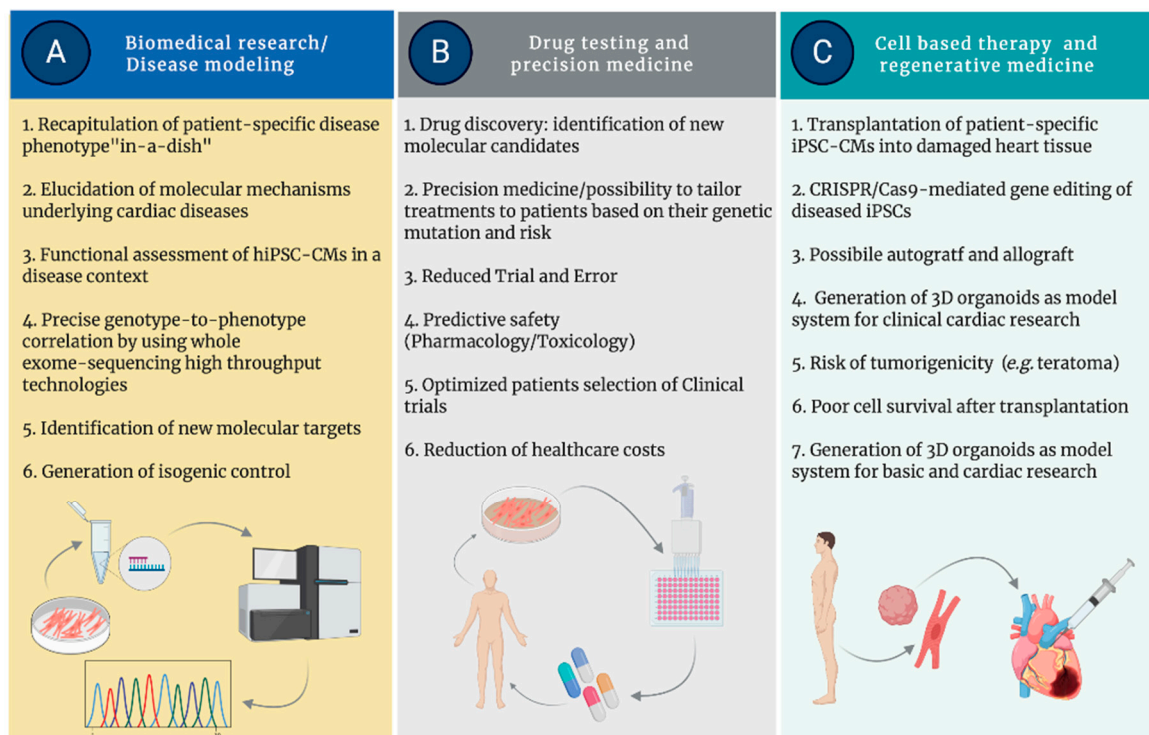 A
Biomedical research/
Disease modeling
1. Recapitulation of patient-specific disease
phenotype"in-a-dish"
2. Elucidation of molecular mechanisms
underlying cardiac diseases
3. Functional assessment of hiPSC-CMs in a
disease context
4. Precise genotype-to-phenotype
correlation by using whole
exome-sequencing high throughput
technologies
5. Identification of new molecular targets
6. Generation of isogenic control
B
Drug testing and
precision medicine
1. Drug discovery: identification of new
molecular candidates
2. Precision medicine/possibility to tailor
treatments to patients based on their genetic
mutation and risk
3. Reduced Trial and Error
4. Predictive safety
(Pharmacology/Toxicology)
5. Optimized patients selection of Clinical
trials
6. Reduction of healthcare costs
C
Cell based therapy and
regenerative medicine
1. Transplantation of patient-specific
iPSC-CMs into damaged heart tissue
2. CRISPR/Cas9-mediated gene editing of
diseased iPSCs
3. Possibile autogratf and allograft
4. Generation of 3D organoids as model
system for clinical cardiac research
5. Risk of tumorigenicity (e.g. teratoma)
6. Poor cell survival after transplantation
7. Generation of 3D organoids as model
system for basic and cardiac research